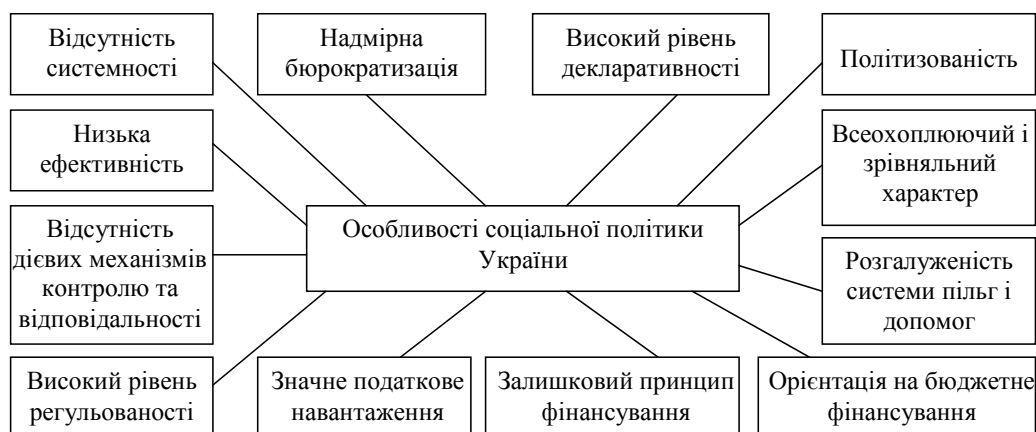 Відсутність
системності
Надмірна
бюрократизація
Високий рівень
декларативності
Політизованість
Низька
ефективність
Всеохоплюючий і
зрівняльний
характер
Відсутність
дієвих механізмів
контролю та
відповідальності
Особливості соціальної політики
України
Розгалуженість
системи пільг і
допомог
Високий рівень
регульованості
Значне податкове
навантаження
Залишковий принцип
фінансування
Орієнтація на бюджетне
фінансування